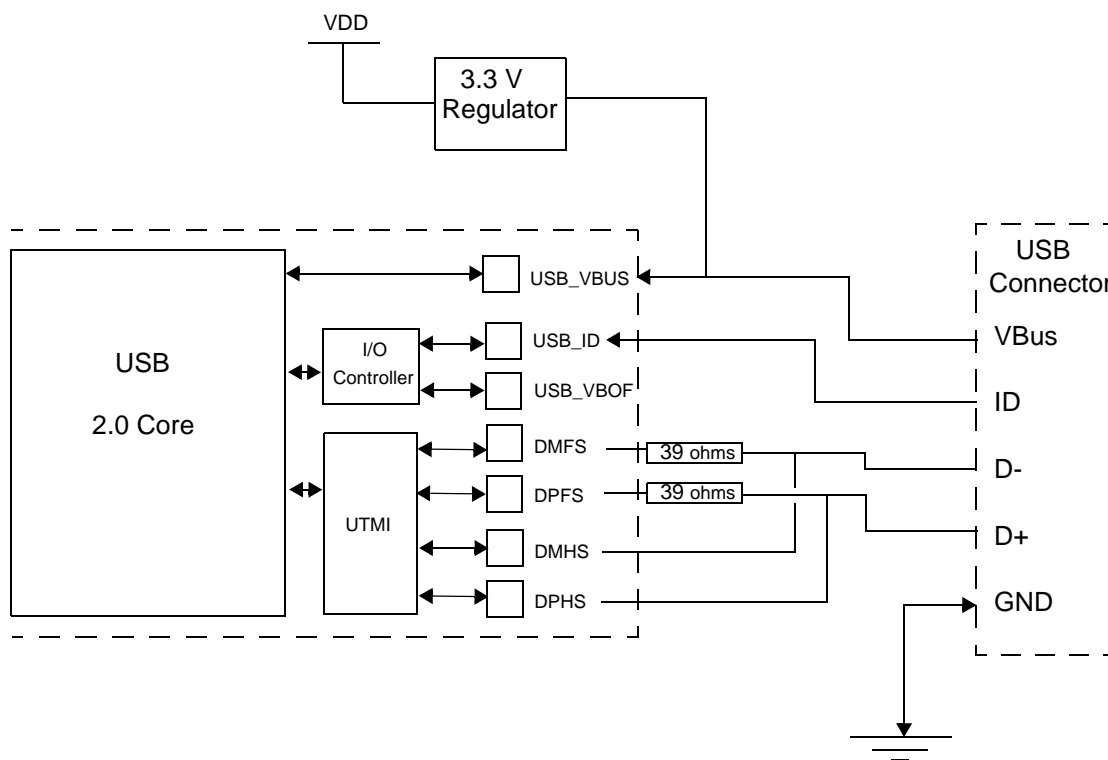 VDD
3.3 V
Regulator
USB
Connector
USB_VBUS
VBus
I/O
Controller
USB_ID
USB
2.0 Core
USB_VBOF
ID
DMFS
39 ohms
D-
DPFS
39 ohms
UTMI
D+
DMHS
DPHS
GND